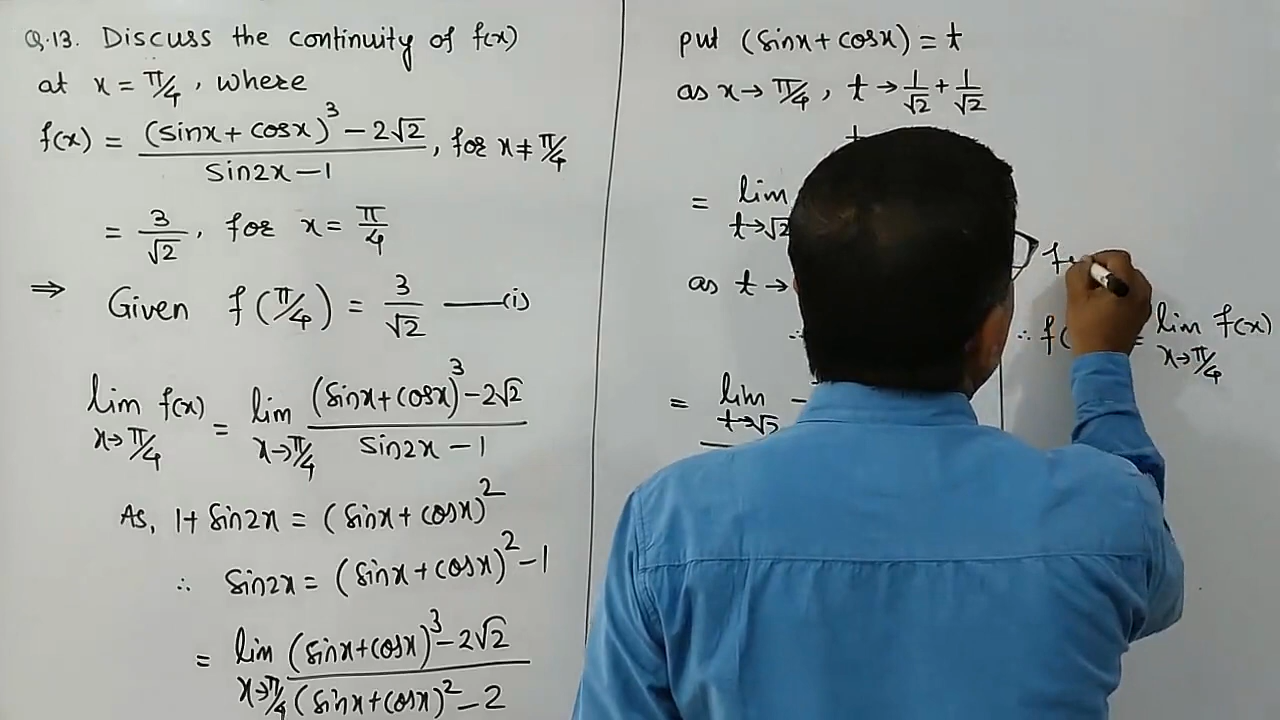 Q.13. Discuss the continuity of f(x)
at x = π/4, where
f(x) = (sinx + cosx)³ − 2√2 / sin2x − 1, for x ≠ π/4
= 3/√2, for x = π/4
⇒ Given f(π/4) = 3/√2 —(i)
lim x→π/4 f(x) = lim x→π/4 (sinx + cosx)³ − 2√2 / sin2x − 1
As, 1 + sin2x = (sinx + cosx)²
∴ sin2x = (sinx + cosx)² − 1
= lim x→π/4 (sinx + cosx)³ − 2√2 / (sinx + cosx)² − 2
put (sinx + cosx) = t
as x → π/4, t → 1/√2 + 1/√2
= lim t→√2
as t →
∴
= lim t→√2
∴ f( = lim x→π/4 f(x)